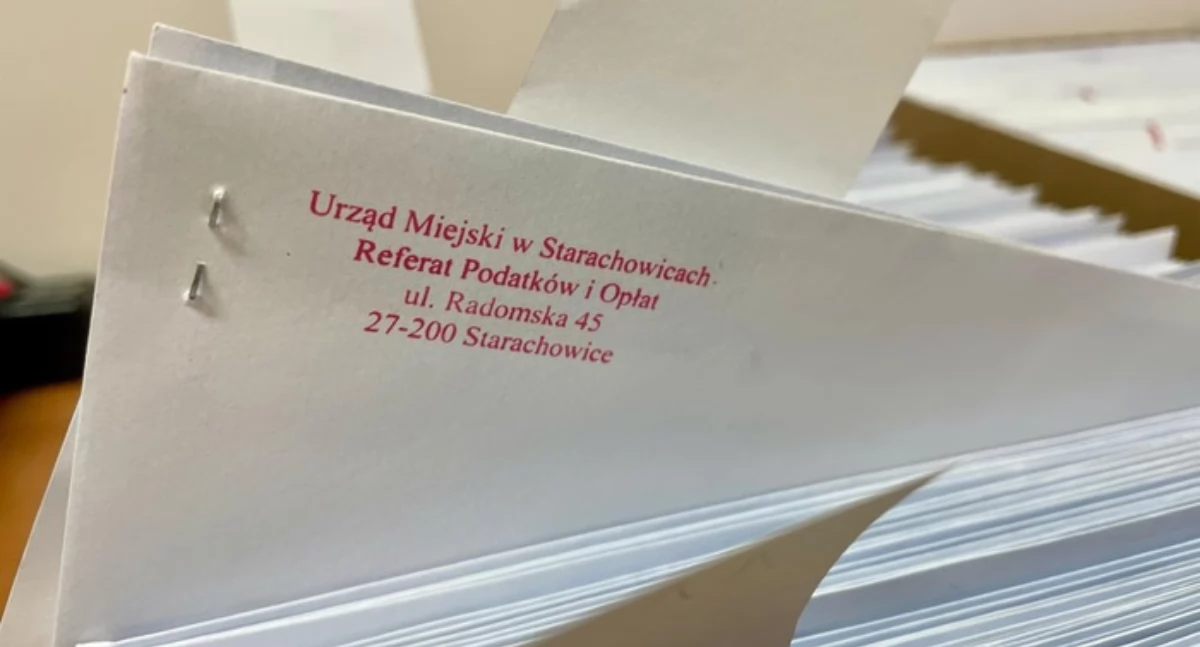 Urząd Miejski w Starachowicach
Referat Podatków i Opłat
ul. Radomska 45
27-200 Starachowice